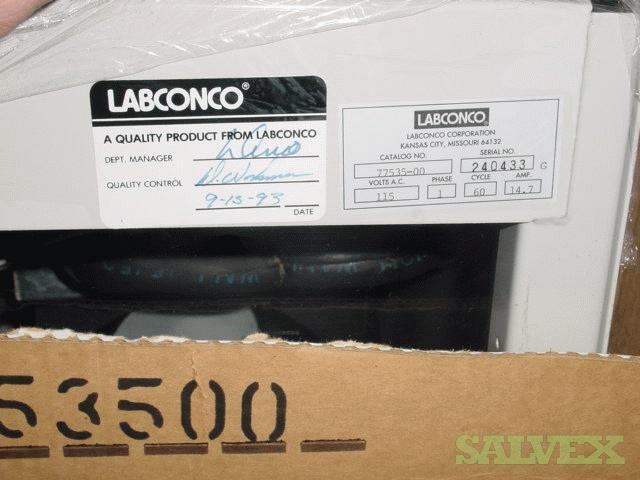 LABCONCO®
A QUALITY PRODUCT FROM LABCONCO
DEPT. MANAGER
QUALITY CONTROL
9-15-93 DATE
LABCONCO
LABCONCO CORPORATION
KANSAS CITY, MISSOURI 64132
CATALOG NO. SERIAL NO.
77535-00 240433 G
VOLTS A.C. PHASE CYCLE AMP.
115 1 60 14.7
53500
SALVEX